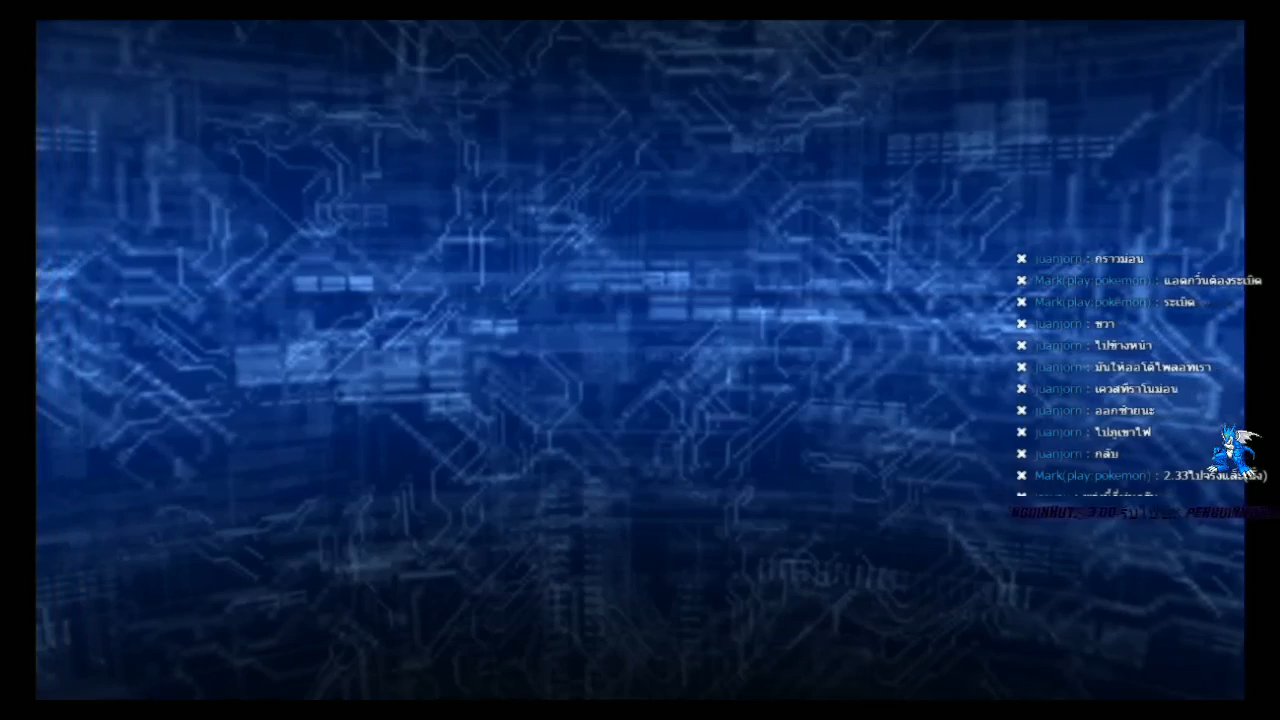 juanjorn : กราวม่อน
Mark(play:pokemon) : แอดกวิ้นต้องระเบิด
Mark(play:pokemon) : ระเบิด
juanjorn : ขวา
juanjorn : ไปข้างหน้า
juanjorn : มันให้ออโต้ไพลอทเรา
juanjorn : เควสทีราโนม่อน
juanjorn : ออกซ้ายนะ
juanjorn : ไปภูเขาไฟ
juanjorn : กลับ
Mark(play:pokemon) : 2.33ไปจริงและ